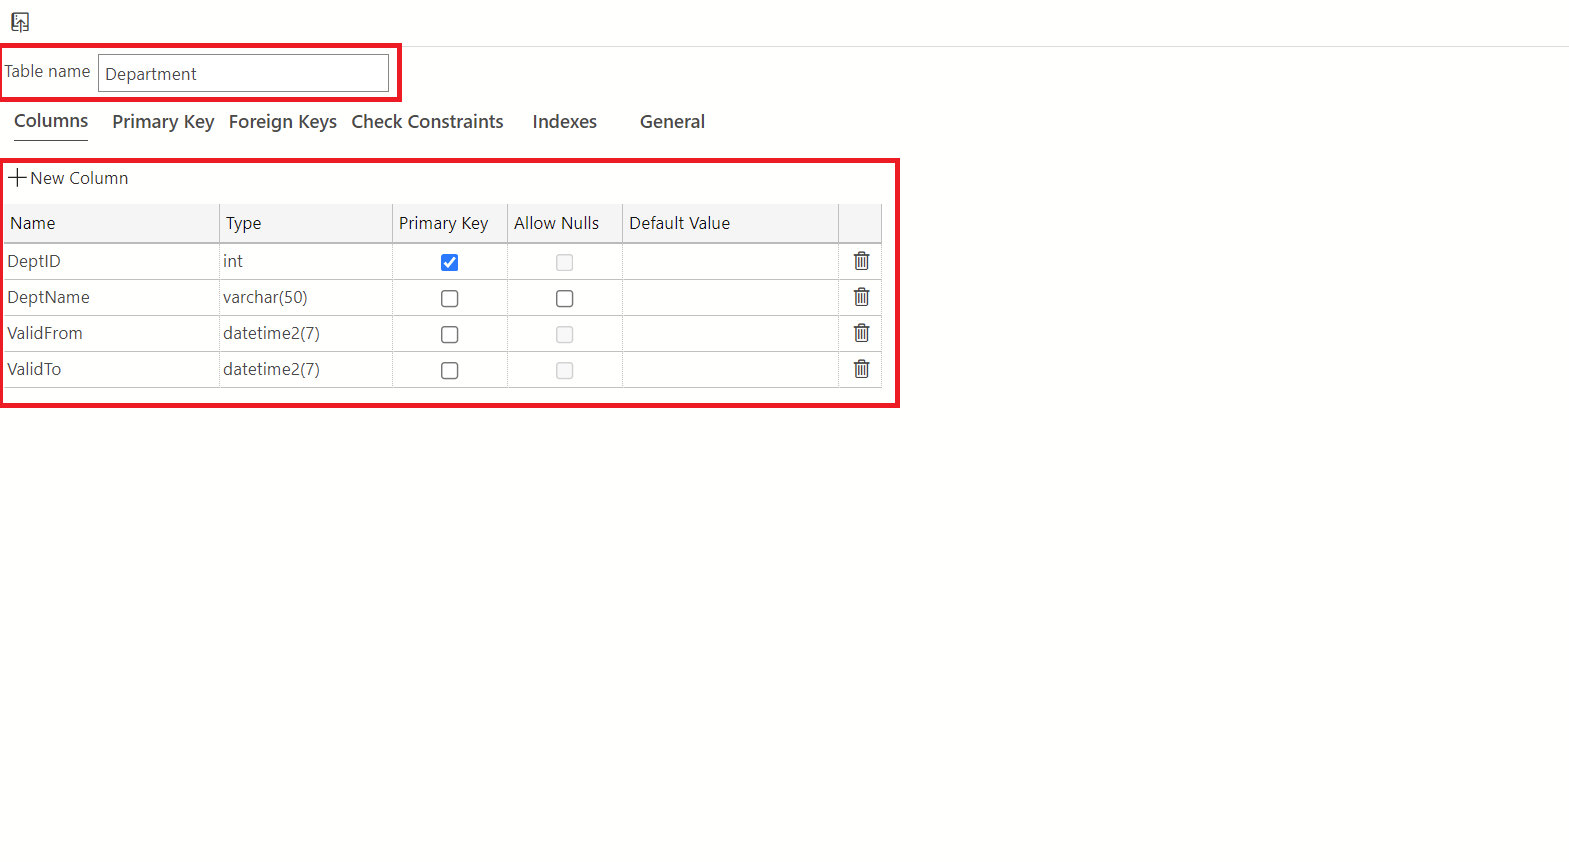 Table name Department
Columns Primary Key Foreign Keys Check Constraints Indexes General
New Column
Name Type Primary Key Allow Nulls Default Value
DeptID int
DeptName varchar(50)
ValidFrom datetime2(7)
ValidTo datetime2(7)